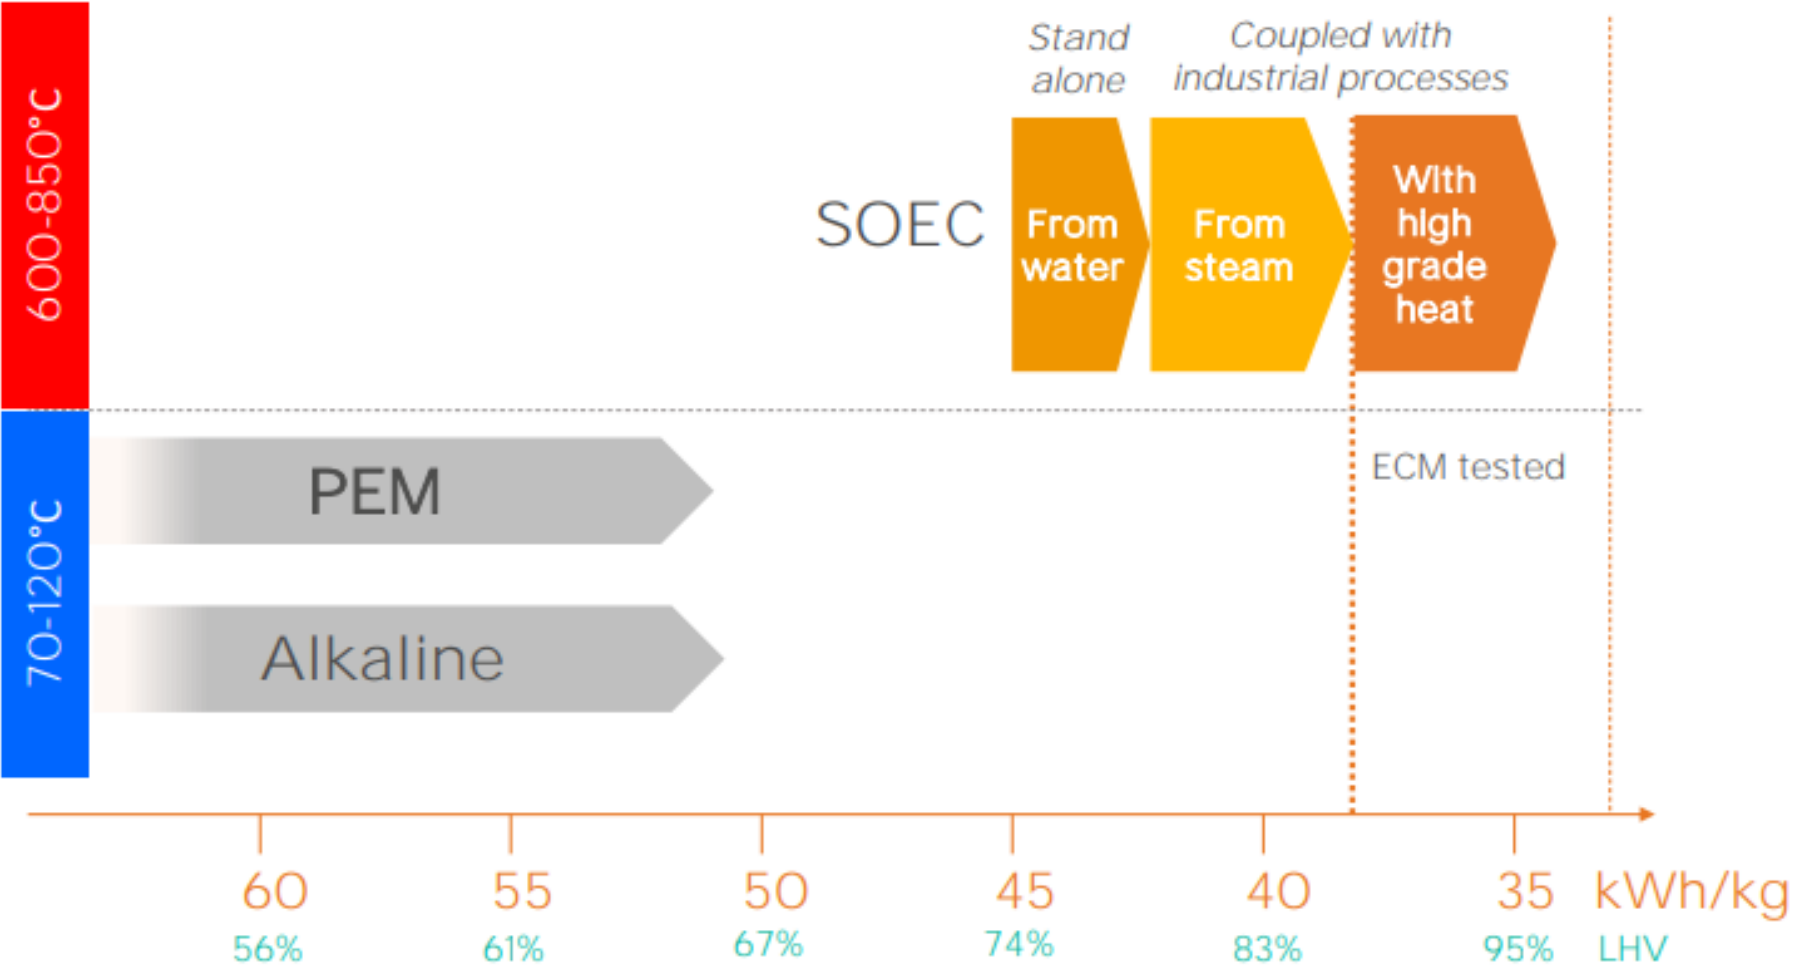 600-850°C
Stand
alone
Coupled with
industrial processes
SOEC
From
water
From
steam
With
high
grade
heat
70-120°C
PEM
Alkaline
ECM tested
60 55 50 45 40 35 kWh/kg
56% 61% 67% 74% 83% 95% LHV